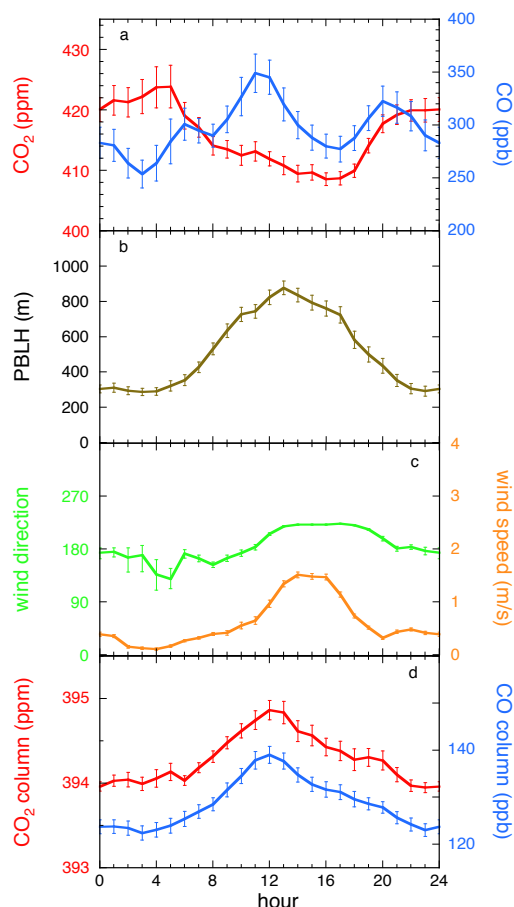 a
430
420
410
400
CO2 (ppm)
400
350
300
250
200
CO (ppb)
b
1000
800
600
400
200
0
PBLH (m)
c
270
180
90
0
wind direction
4
3
2
1
0
wind speed (m/s)
d
395
394
393
CO2 column (ppm)
140
120
CO column (ppb)
0 4 8 12 16 20 24
hour